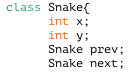 class Snake{
int x;
int y;
Snake prev;
Snake next;